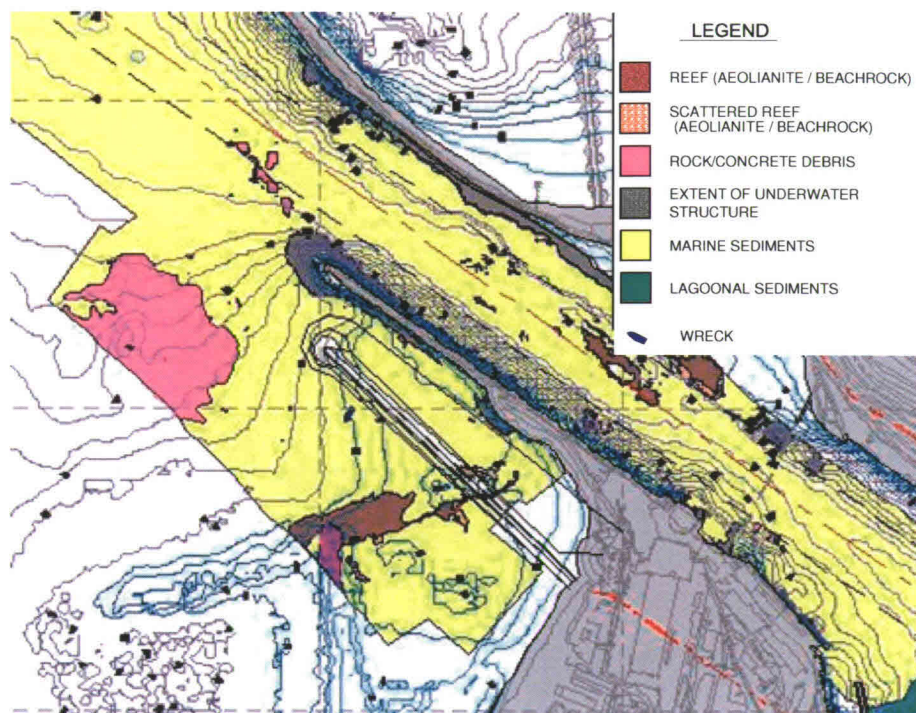 LEGEND
REEF (AEOLIANITE / BEACHROCK)
SCATTERED REEF
(AEOLIANITE / BEACHROCK)
ROCK/CONCRETE DEBRIS
EXTENT OF UNDERWATER
STRUCTURE
MARINE SEDIMENTS
LAGOONAL SEDIMENTS
WRECK